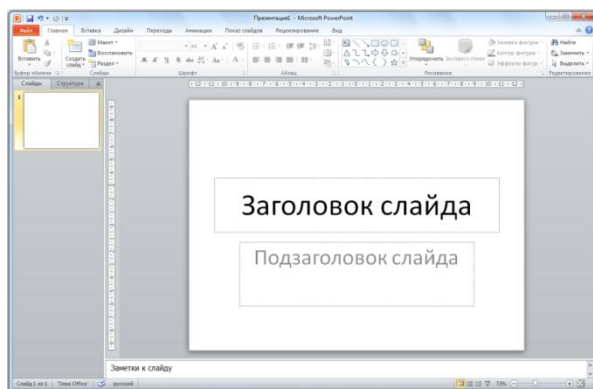 Презентация1 - Microsoft PowerPoint
Файл Главная Вставка Дизайн Переходы Анимация Показ слайдов Рецензирование Вид
Вставить
Создать слайд
Макет
Восстановить
Раздел
Упорядочить Экспресс-стили
Заливка фигуры
Контур фигуры
Эффекты фигур
Найти
Заменить
Выделить
Буфер обмена Слайды Шрифт Абзац Рисование Редактирование
Слайды Структура
1
Заголовок слайда
Подзаголовок слайда
Заметки к слайду
Слайд 1 из 1 "Тема Office" русский 73%